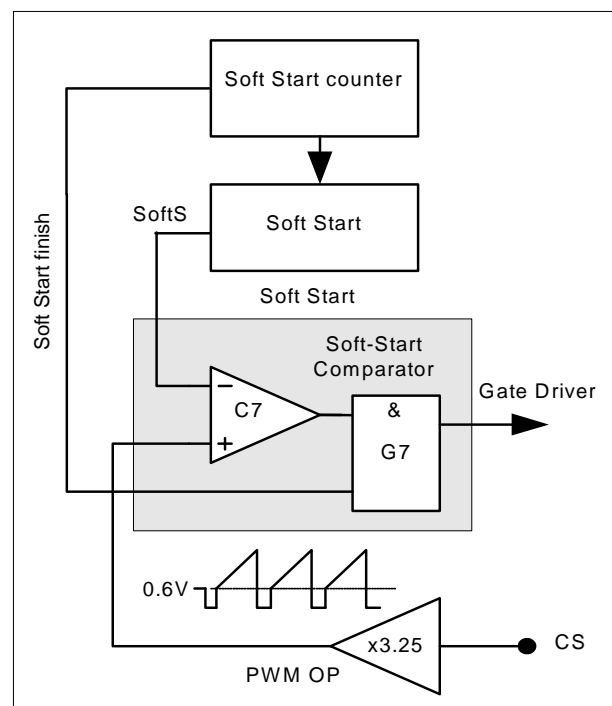 Soft Start counter
SoftS
Soft Start
Soft Start finish
Soft Start
Soft-Start
Comparator
Gate Driver
−
C7
+
&
G7
0.6V
x3.25
CS
PWM OP